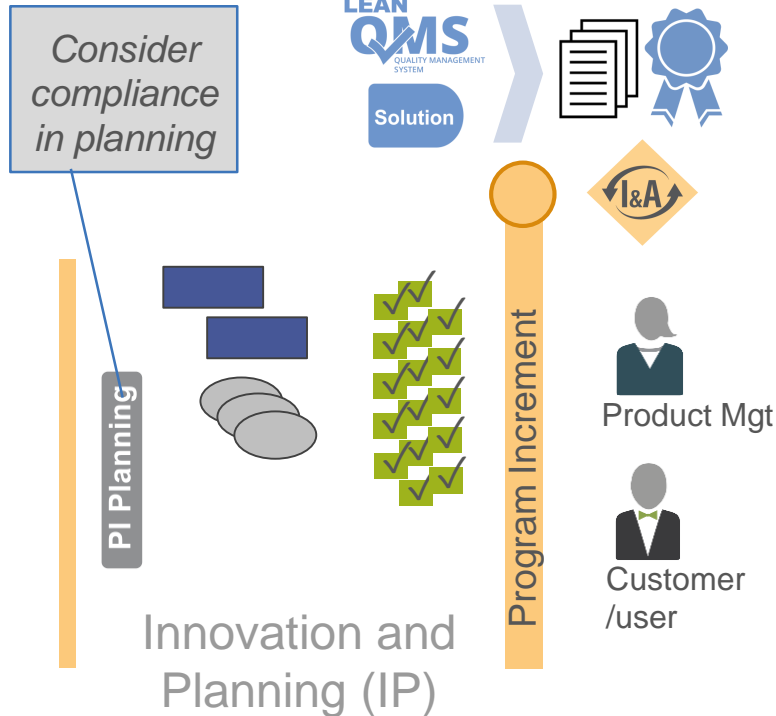 Consider
compliance
in planning
LEAN
QMS
QUALITY MANAGEMENT
SYSTEM
Solution
I&A
PI Planning
Program Increment
Product Mgt
Customer
/user
Innovation and
Planning (IP)